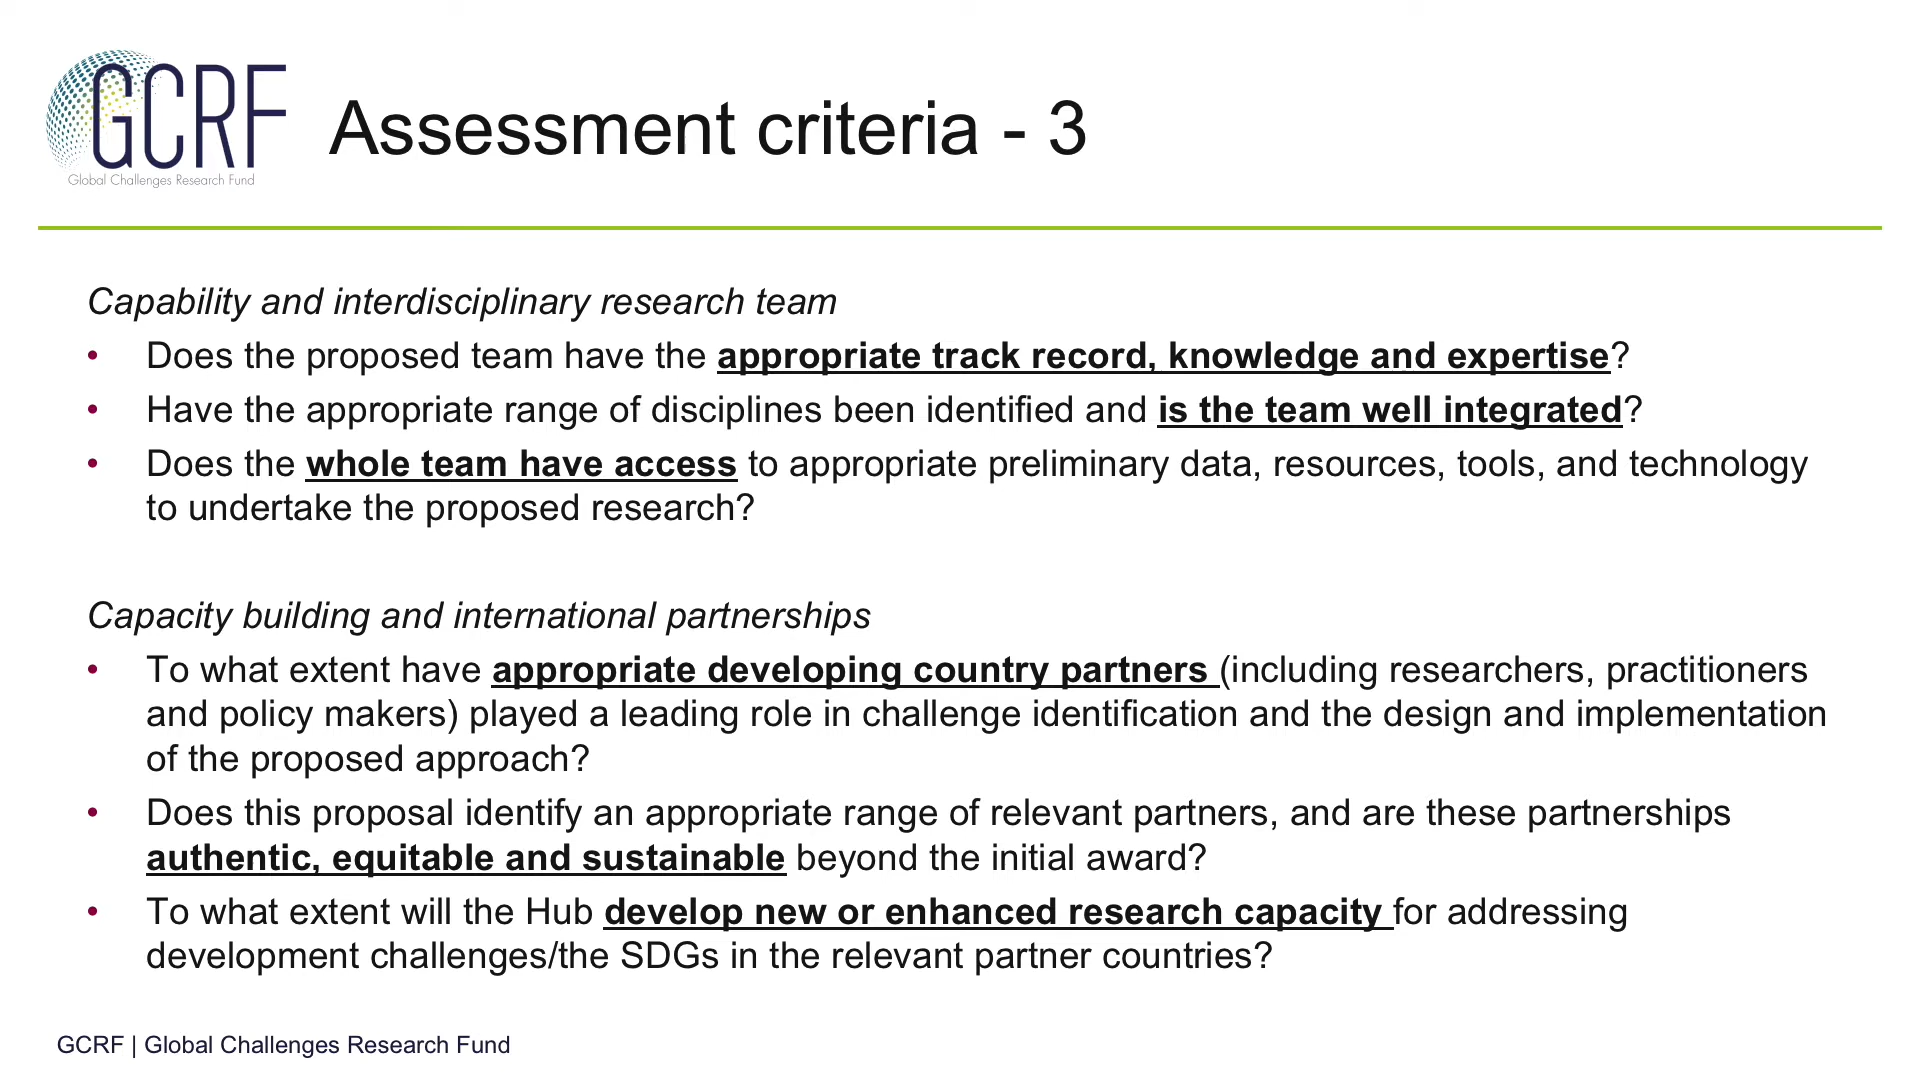 GCRF
Global Challenges Research Fund
Assessment criteria - 3
Capability and interdisciplinary research team
• Does the proposed team have the appropriate track record, knowledge and expertise?
• Have the appropriate range of disciplines been identified and is the team well integrated?
• Does the whole team have access to appropriate preliminary data, resources, tools, and technology
to undertake the proposed research?
Capacity building and international partnerships
• To what extent have appropriate developing country partners (including researchers, practitioners
and policy makers) played a leading role in challenge identification and the design and implementation
of the proposed approach?
• Does this proposal identify an appropriate range of relevant partners, and are these partnerships
authentic, equitable and sustainable beyond the initial award?
• To what extent will the Hub develop new or enhanced research capacity for addressing
development challenges/the SDGs in the relevant partner countries?
GCRF | Global Challenges Research Fund